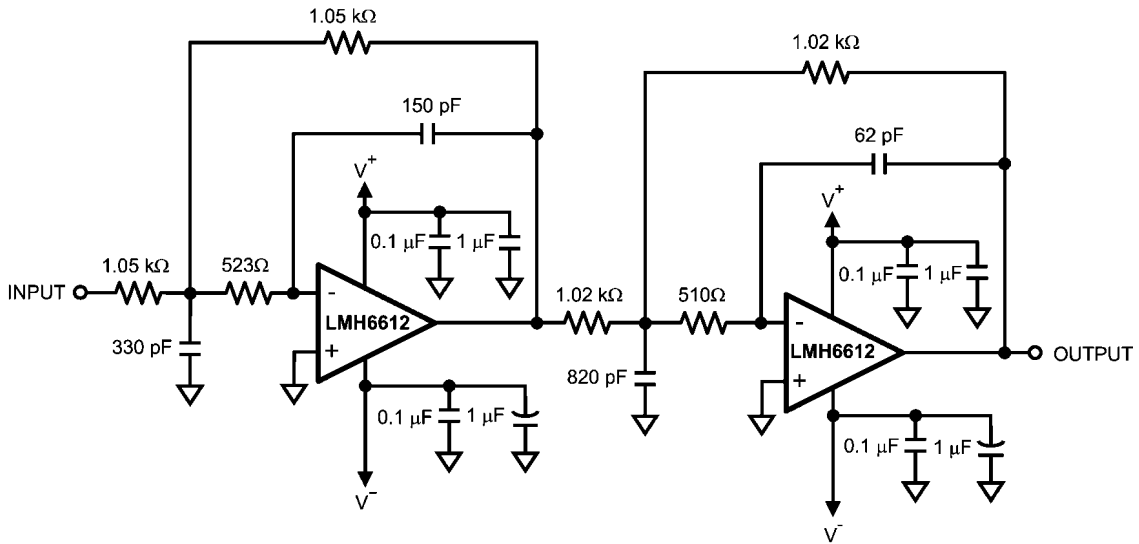 1.05 kΩ
1.02 kΩ
150 pF
62 pF
V+
V+
0.1 µF 1 µF
0.1 µF 1 µF
1.05 kΩ 523Ω
INPUT
-
LMH6612
+
330 pF
1.02 kΩ 510Ω
-
LMH6612
+
OUTPUT
820 pF
0.1 µF 1 µF
0.1 µF 1 µF
V-
V-